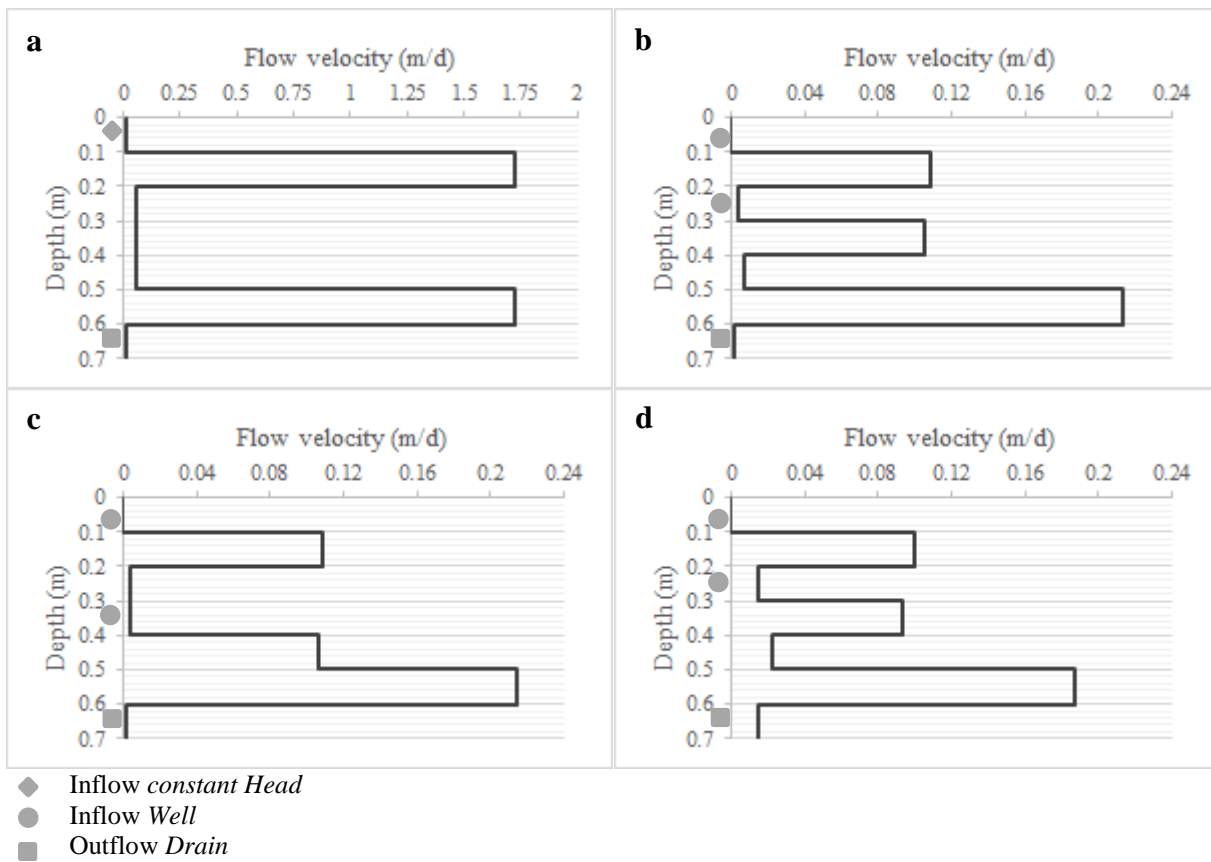 a
Flow velocity (m/d)
0 0.25 0.5 0.75 1 1.25 1.5 1.75 2
Depth (m)
0
0.1
0.2
0.3
0.4
0.5
0.6
0.7
b
Flow velocity (m/d)
0 0.04 0.08 0.12 0.16 0.2 0.24
Depth (m)
0
0.1
0.2
0.3
0.4
0.5
0.6
0.7
c
Flow velocity (m/d)
0 0.04 0.08 0.12 0.16 0.2 0.24
Depth (m)
0
0.1
0.2
0.3
0.4
0.5
0.6
0.7
d
Flow velocity (m/d)
0 0.04 0.08 0.12 0.16 0.2 0.24
Depth (m)
0
0.1
0.2
0.3
0.4
0.5
0.6
0.7
Inflow constant Head
Inflow Well
Outflow Drain